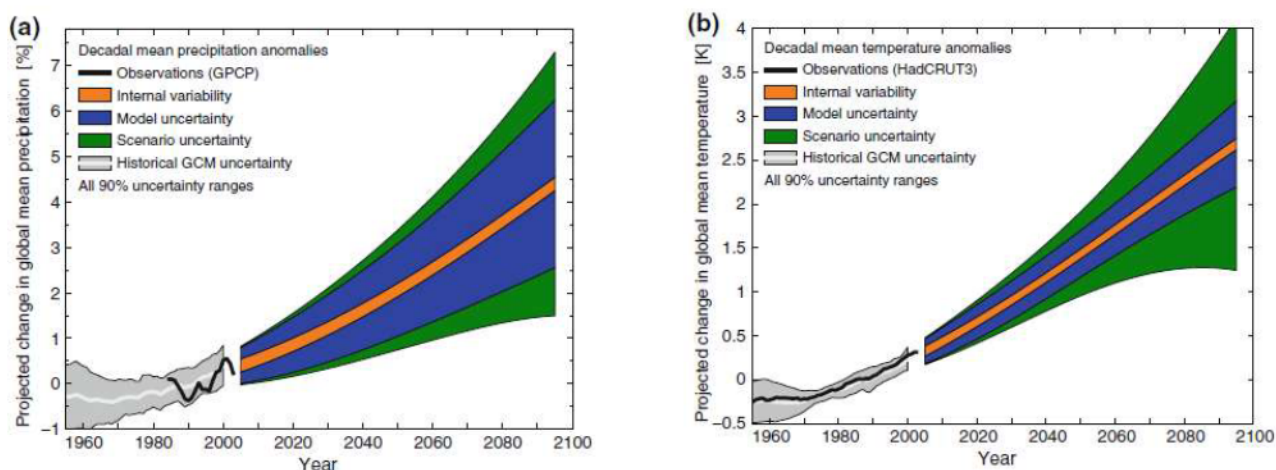 (a)
Projected change in global mean precipitation [%]
7
6
5
4
3
2
1
0
−1
Decadal mean precipitation anomalies
Observations (GPCP)
Internal variability
Model uncertainty
Scenario uncertainty
Historical GCM uncertainty
All 90% uncertainty ranges
1960 1980 2000 2020 2040 2060 2080 2100
Year
(b)
Projected change in global mean temperature [K]
4
3.5
3
2.5
2
1.5
1
0.5
0
−0.5
Decadal mean temperature anomalies
Observations (HadCRUT3)
Internal variability
Model uncertainty
Scenario uncertainty
Historical GCM uncertainty
All 90% uncertainty ranges
1960 1980 2000 2020 2040 2060 2080 2100
Year